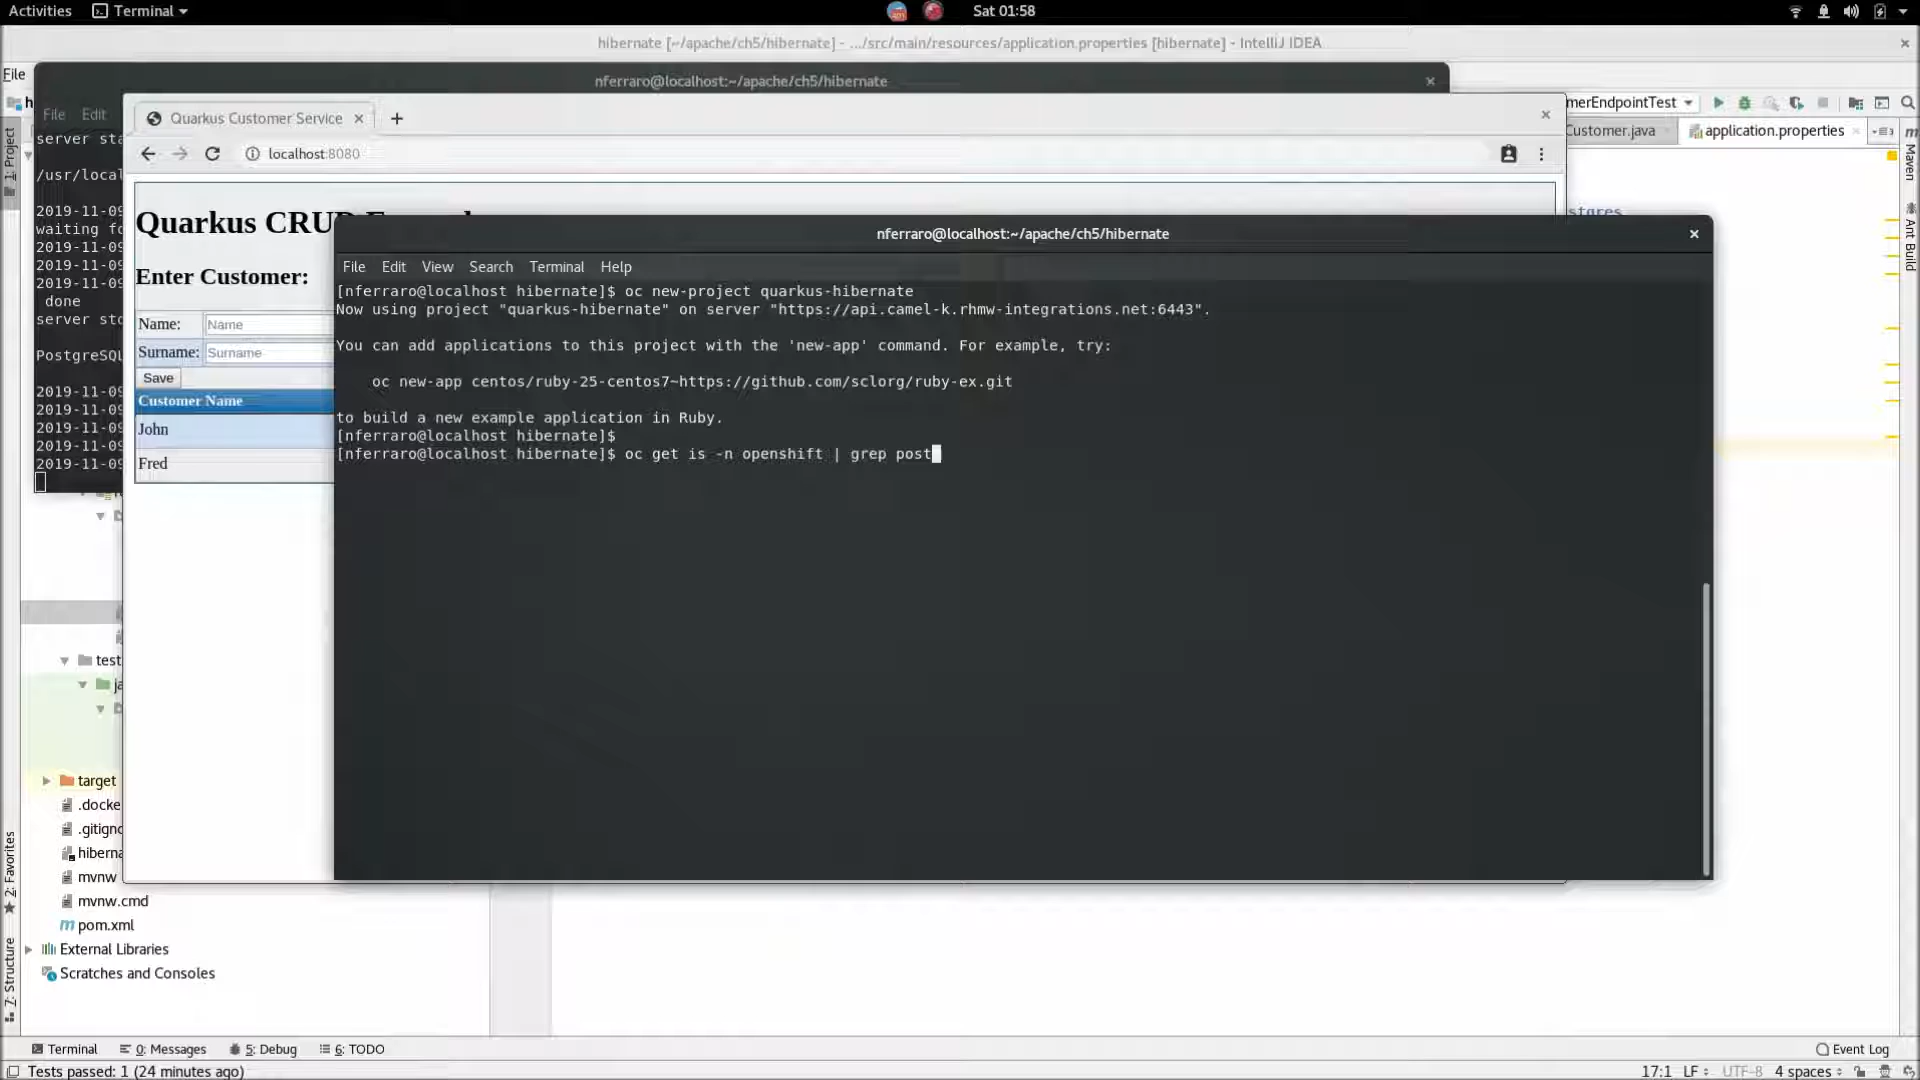 Activities
Terminal
Sat 01:58
hibernate [~/apache/ch5/hibernate] - .../src/main/resources/application.properties [hibernate] - IntelliJ IDEA
File
nferraro@localhost:~/apache/ch5/hibernate
File Edit
Quarkus Customer Service
localhost:8080
merEndpointTest
Customer.java
application.properties
1: Project
Maven
Ant Build
server sta
/usr/local
2019-11-09
waiting fo
2019-11-09
2019-11-09
2019-11-09
done
server sto
PostgreSQL
2019-11-09
2019-11-09
2019-11-09
2019-11-09
2019-11-09
Quarkus CRUD
Enter Customer:
Name: Name
Surname: Surname
Save
Customer Name
John
Fred
stgres
nferraro@localhost:~/apache/ch5/hibernate
File Edit View Search Terminal Help
[nferraro@localhost hibernate]$ oc new-project quarkus-hibernate
Now using project "quarkus-hibernate" on server "https://api.camel-k.rhmw-integrations.net:6443".
You can add applications to this project with the 'new-app' command. For example, try:
oc new-app centos/ruby-25-centos7~https://github.com/sclorg/ruby-ex.git
to build a new example application in Ruby.
[nferraro@localhost hibernate]$
[nferraro@localhost hibernate]$ oc get is -n openshift | grep post
test
ja
target
.docke
.gitigno
hiberna
mvnw
mvnw.cmd
pom.xml
External Libraries
Scratches and Consoles
2: Favorites
7: Structure
Terminal
0: Messages
5: Debug
6: TODO
Event Log
Tests passed: 1 (24 minutes ago)
17:1 LF UTF-8 4 spaces